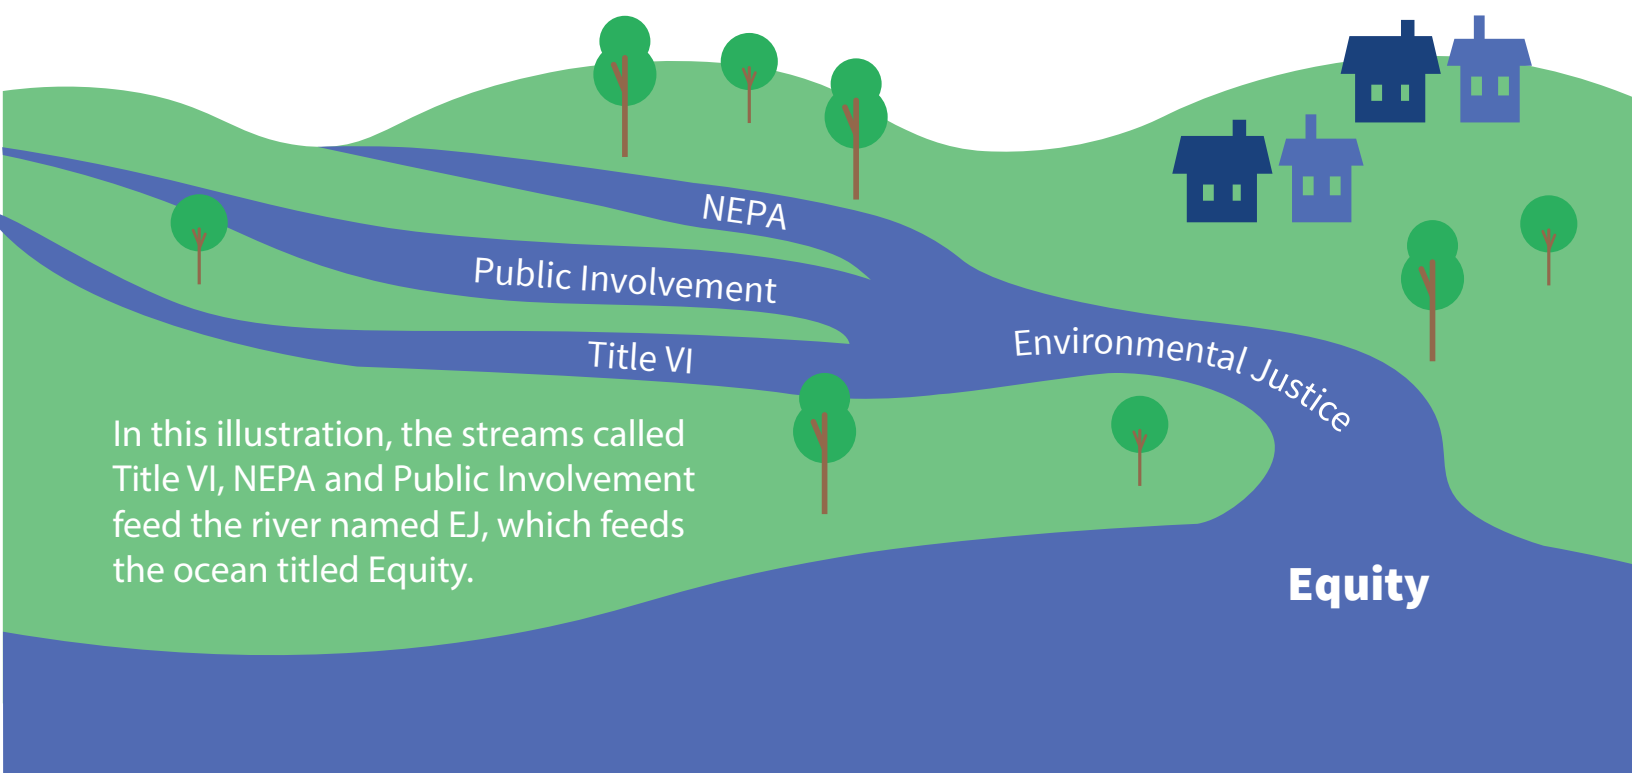 NEPA
Public Involvement
Title VI
Environmental Justice
In this illustration, the streams called
Title VI, NEPA and Public Involvement
feed the river named EJ, which feeds
the ocean titled Equity.
Equity